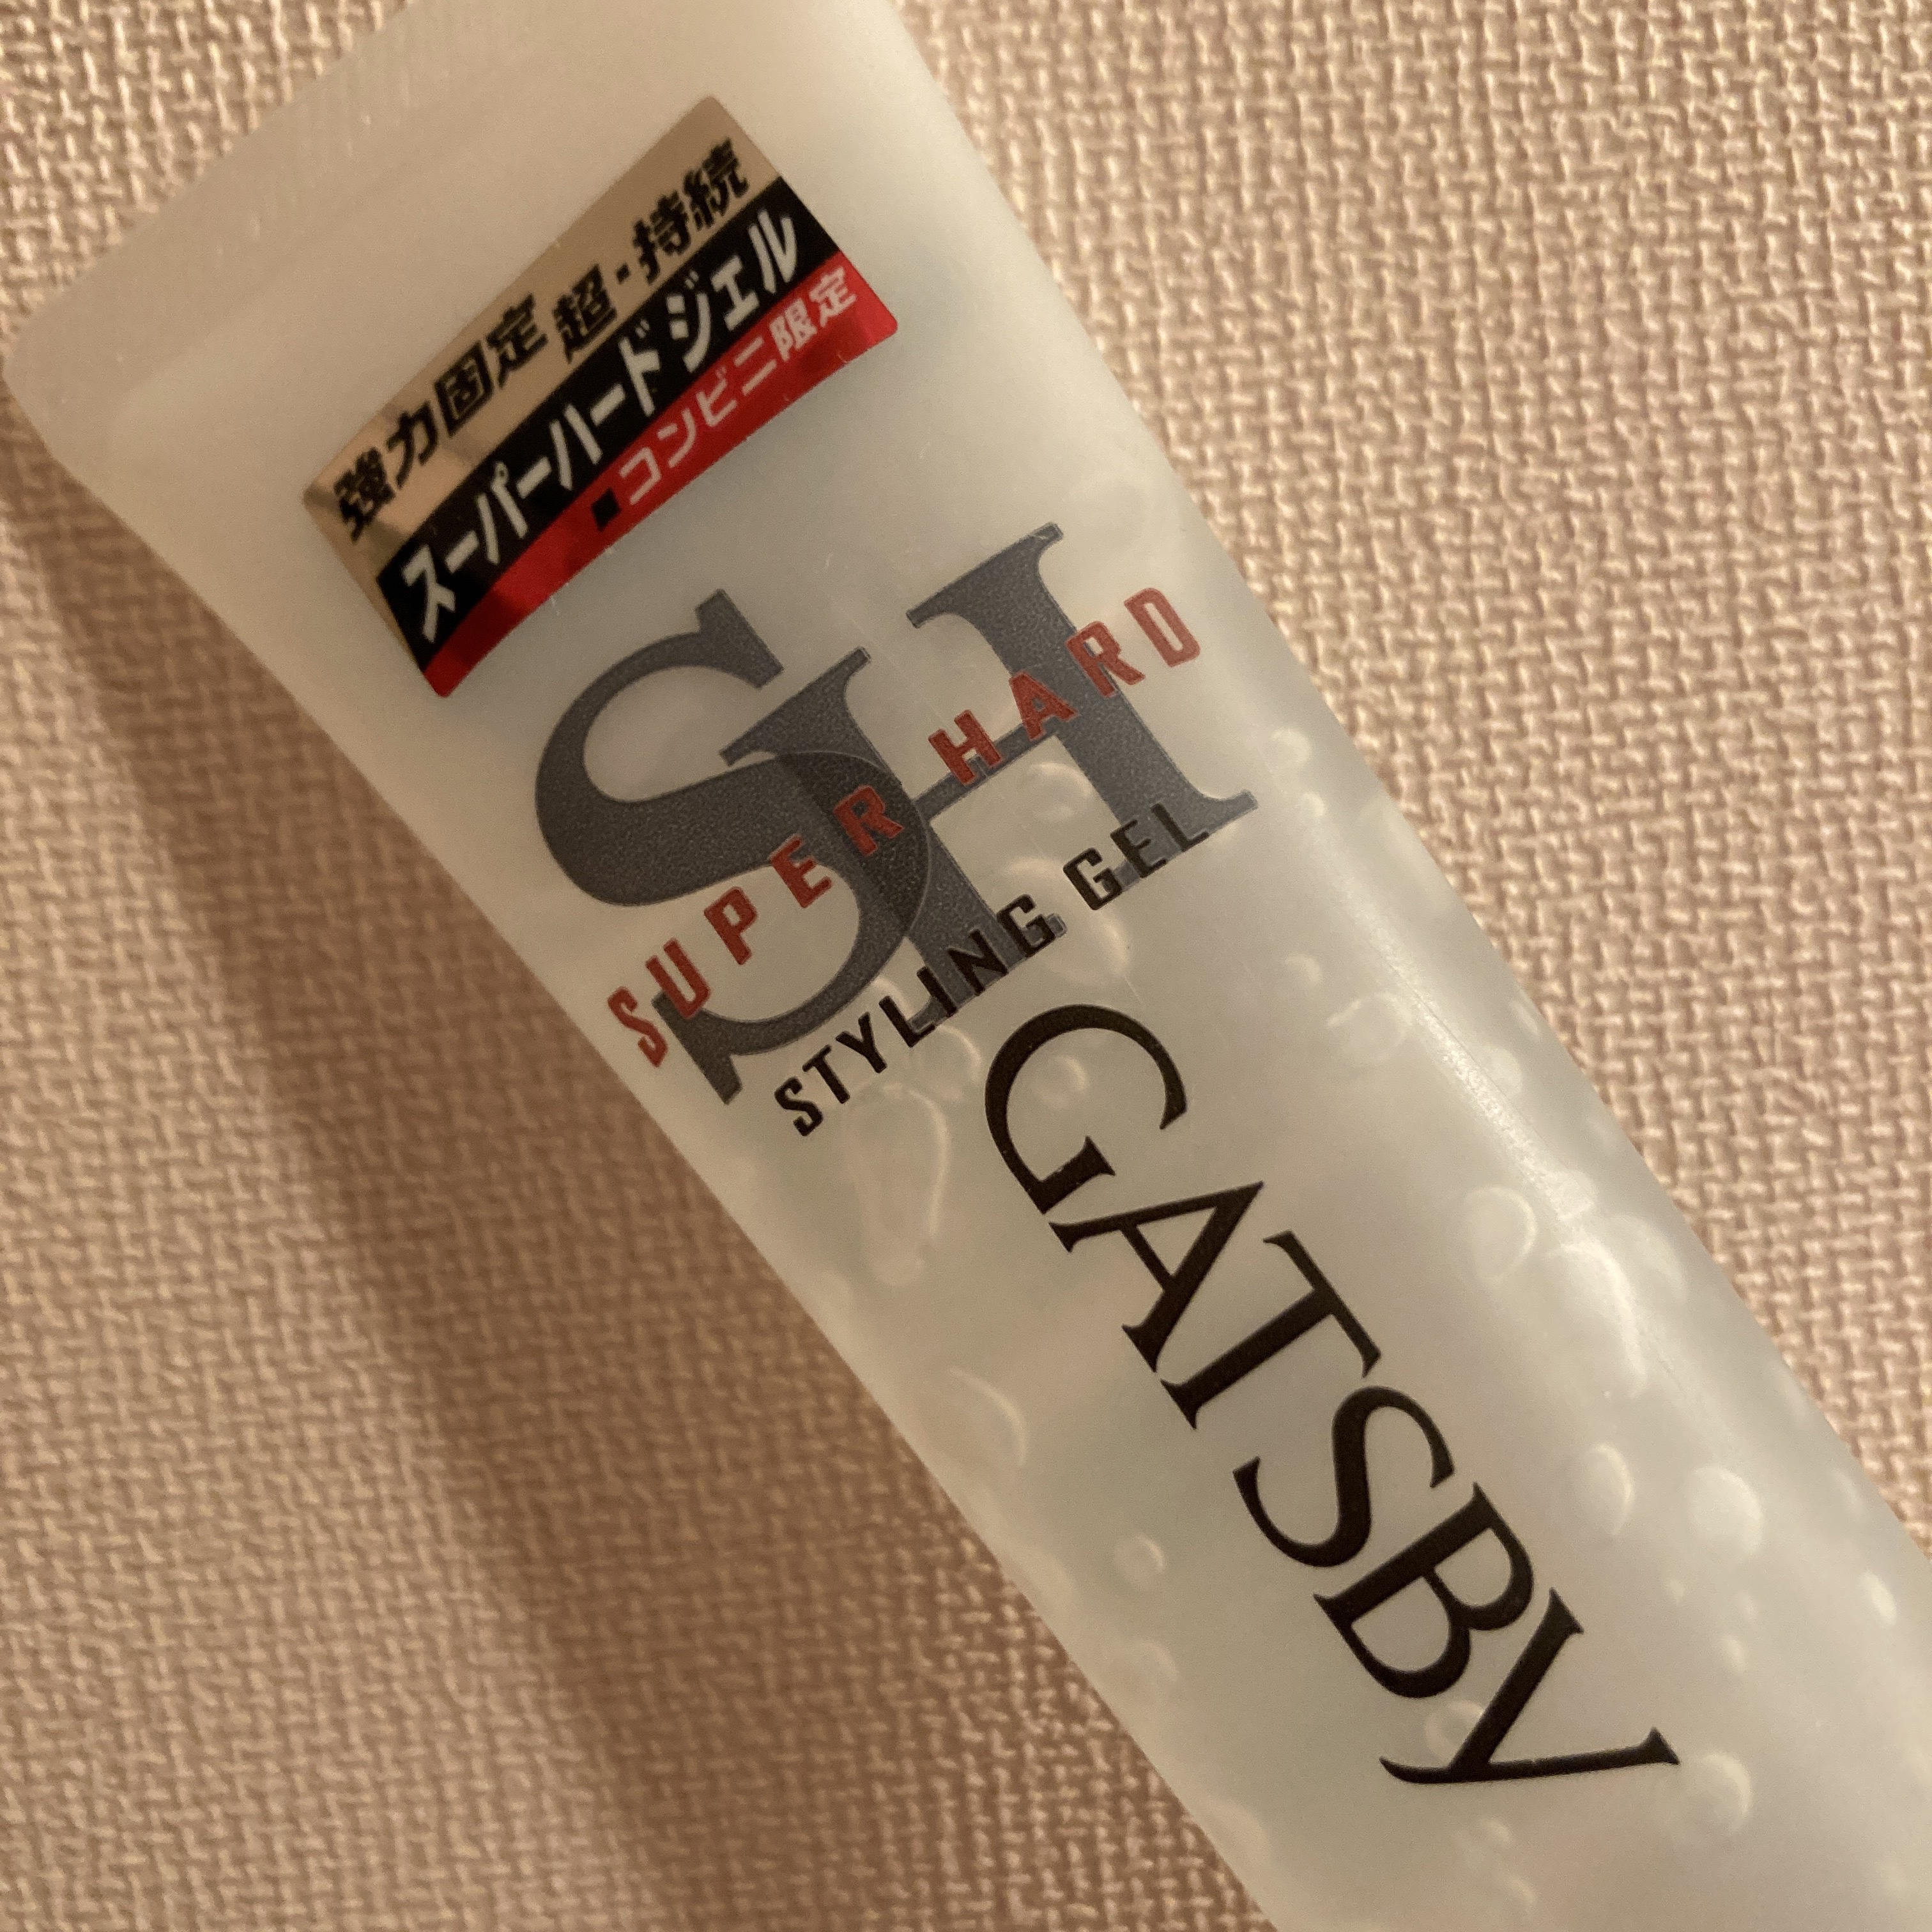 強力固定 超・持続
スーパーハードジェル
■コンビニ限定
SH
SUPER HARD
STYLING GEL
GATSBY